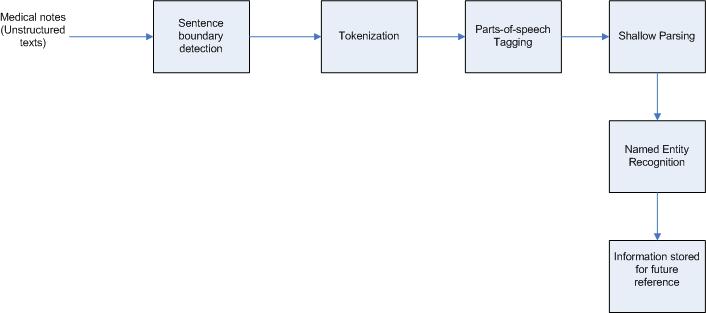 Medical notes
(Unstructured
texts)
Sentence
boundary
detection
Tokenization
Parts-of-speech
Tagging
Shallow Parsing
Named Entity
Recognition
Information stored
for future
reference